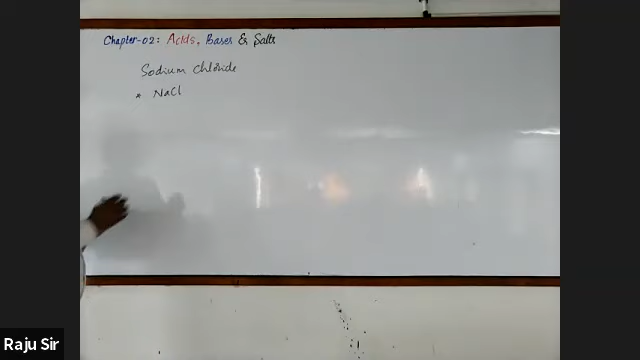 Chapter-02: Acids, Bases & Salts
Sodium chloride
* NaCl
Raju Sir